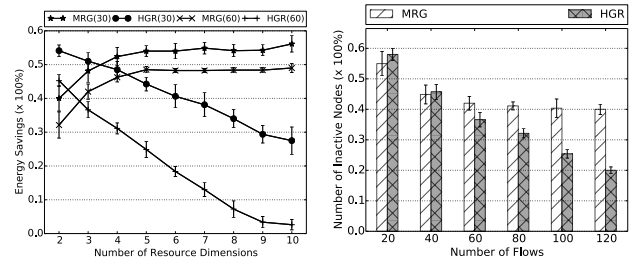 MRG(30) HGR(30) MRG(60) HGR(60)
0.6
0.5
0.4
0.3
0.2
0.1
0.0
Energy Savings (x 100%)
2 3 4 5 6 7 8 9 10
Number of Resource Dimensions
MRG HGR
0.6
0.5
0.4
0.3
0.2
0.1
0.0
Number of Inactive Nodes (x 100%)
20 40 60 80 100 120
Number of Flows